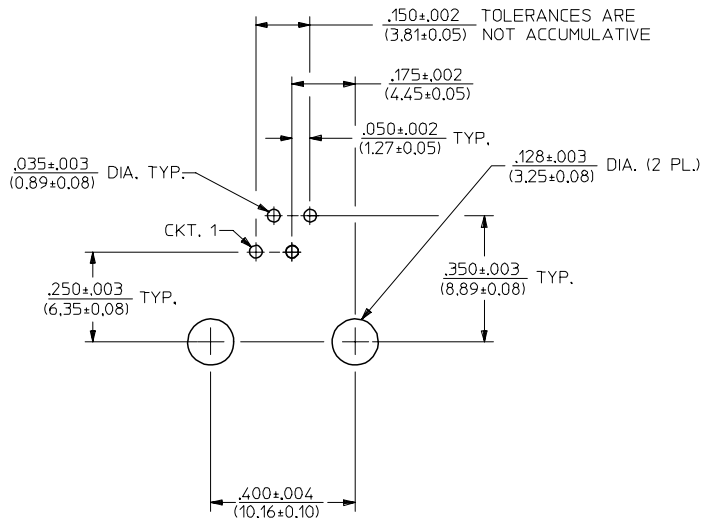 .150±.002 TOLERANCES ARE
(3.81±0.05) NOT ACCUMULATIVE
.175±.002
(4.45±0.05)
.050±.002 TYP.
(1.27±0.05)
.035±.003 DIA. TYP.
(0.89±0.08)
.128±.003 DIA. (2 PL.)
(3.25±0.08)
CKT. 1
.250±.003 TYP.
(6.35±0.08)
.350±.003 TYP.
(8.89±0.08)
.400±.004
(10.16±0.10)